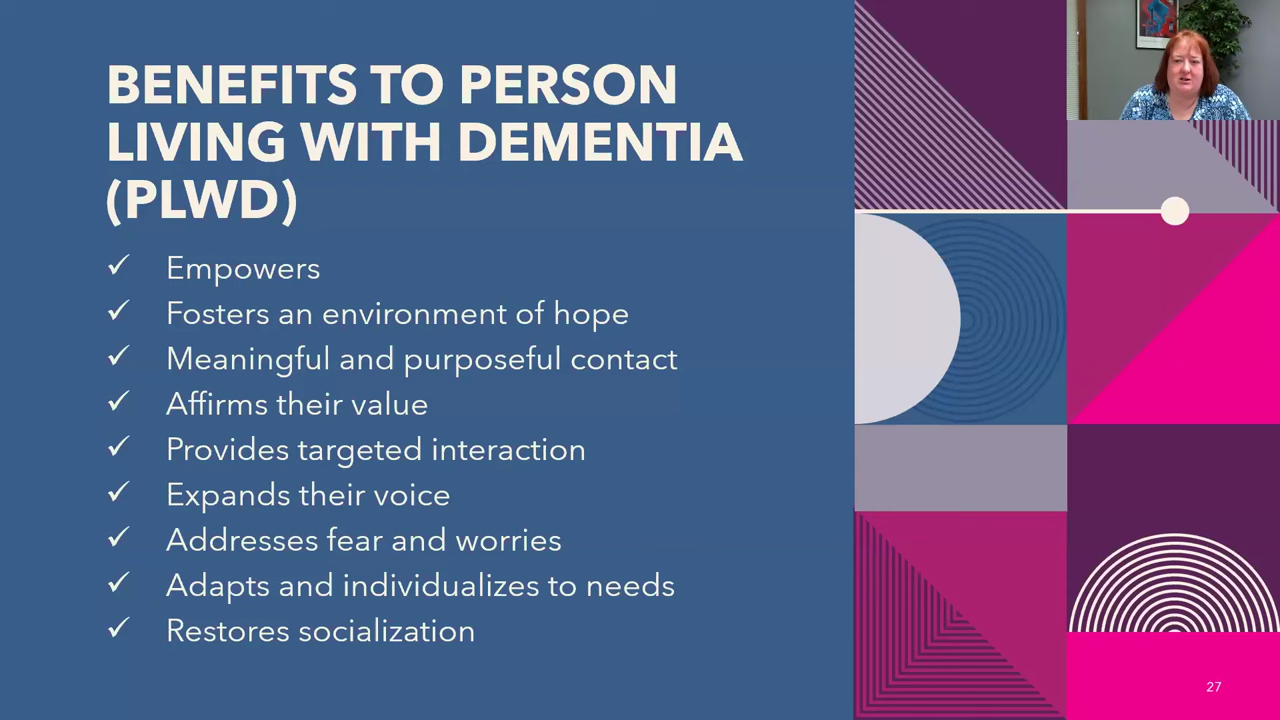 BENEFITS TO PERSON
LIVING WITH DEMENTIA
(PLWD)
✓ Empowers
✓ Fosters an environment of hope
✓ Meaningful and purposeful contact
✓ Affirms their value
✓ Provides targeted interaction
✓ Expands their voice
✓ Addresses fear and worries
✓ Adapts and individualizes to needs
✓ Restores socialization
27